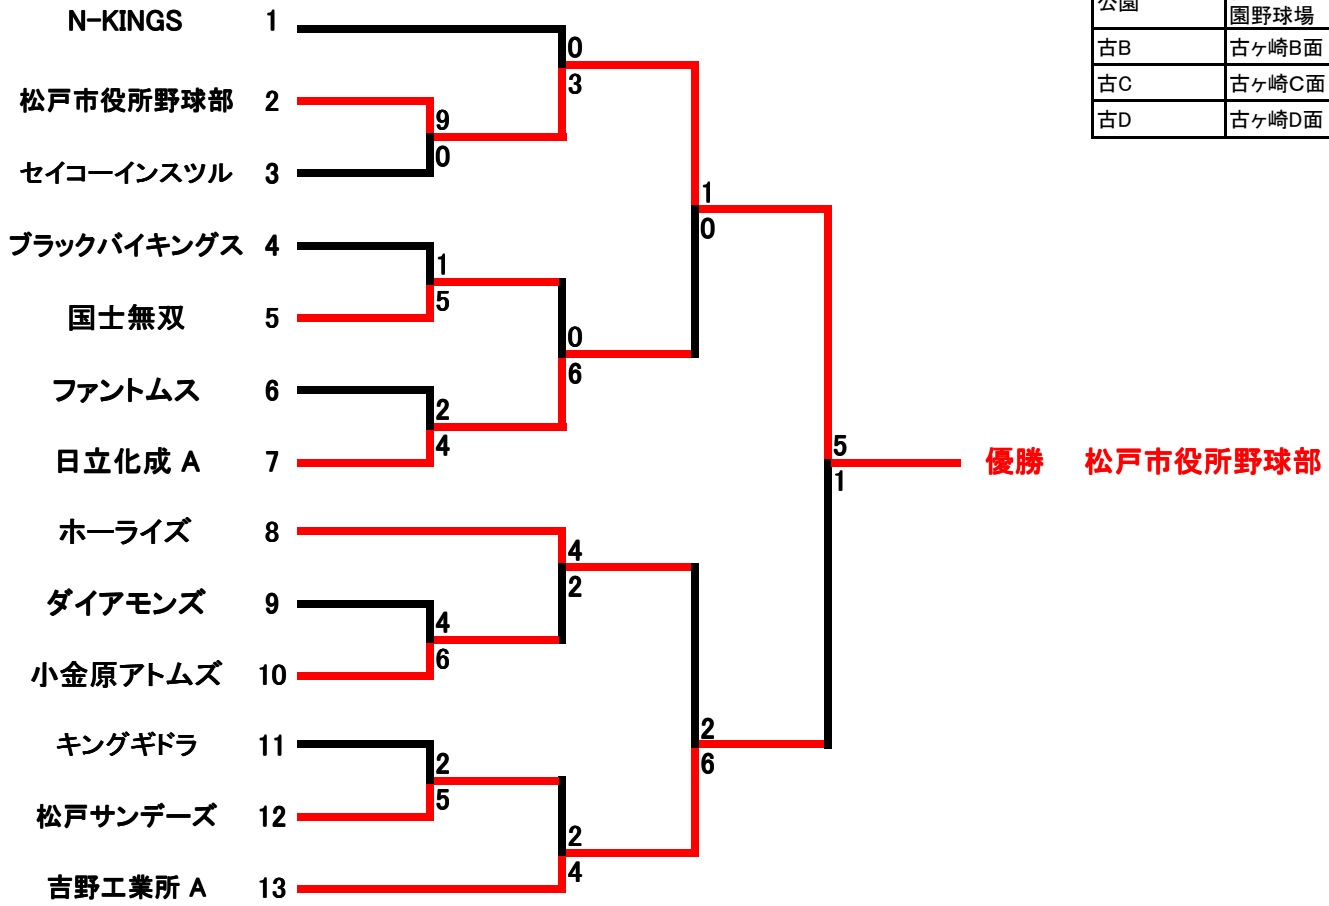 N-KINGS 1
松戸市役所野球部 2
セイコーインスツル 3
ブラックバイキングス 4
国士無双 5
ファントムス 6
日立化成 A 7
ホーライズ 8
ダイアモンズ 9
小金原アトムズ 10
キングギドラ 11
松戸サンデーズ 12
吉野工業所 A 13
9
0
1
5
2
4
4
6
2
5
0
3
0
6
4
2
2
4
1
0
2
6
5
1
優勝 松戸市役所野球部
公園 園野球場
古B 古ヶ崎B面
古C 古ヶ崎C面
古D 古ヶ崎D面